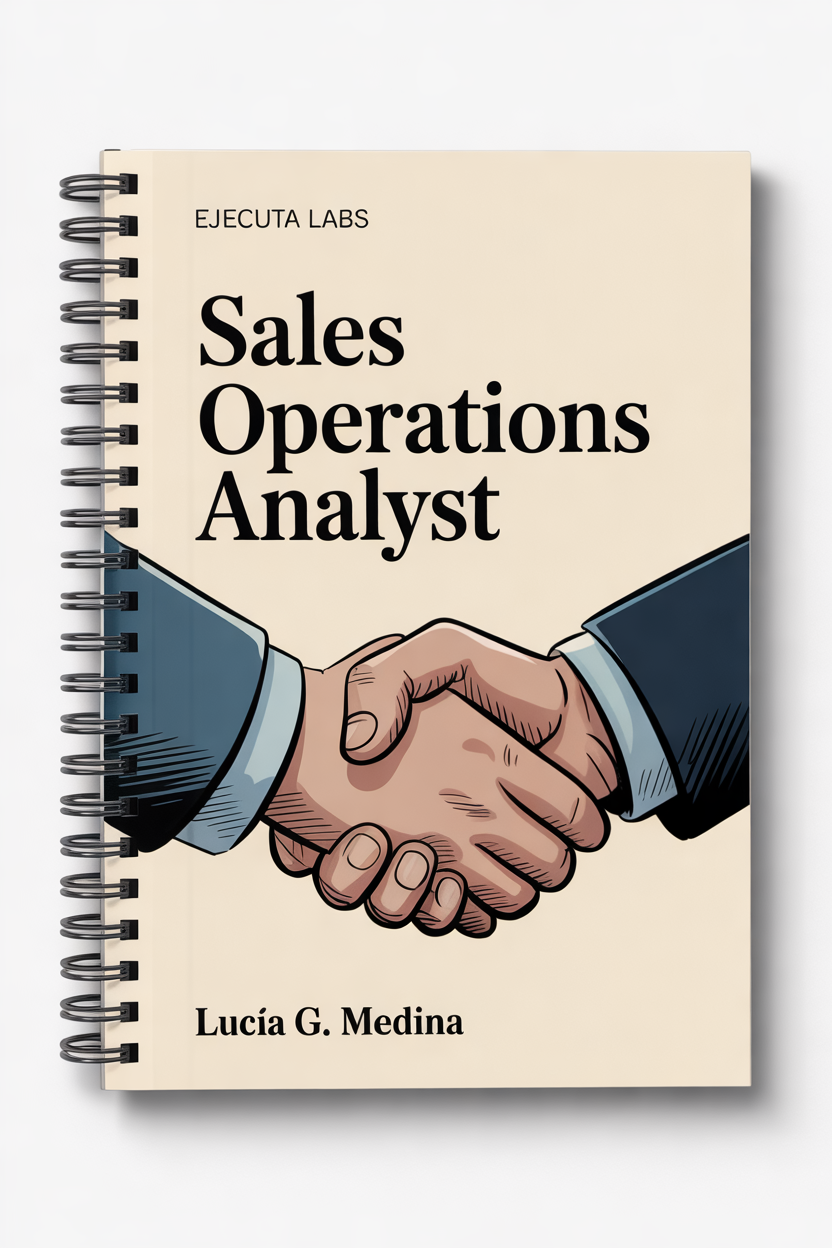 EJECUTA LABS
Sales
Operations
Analyst
Lucía G. Medina